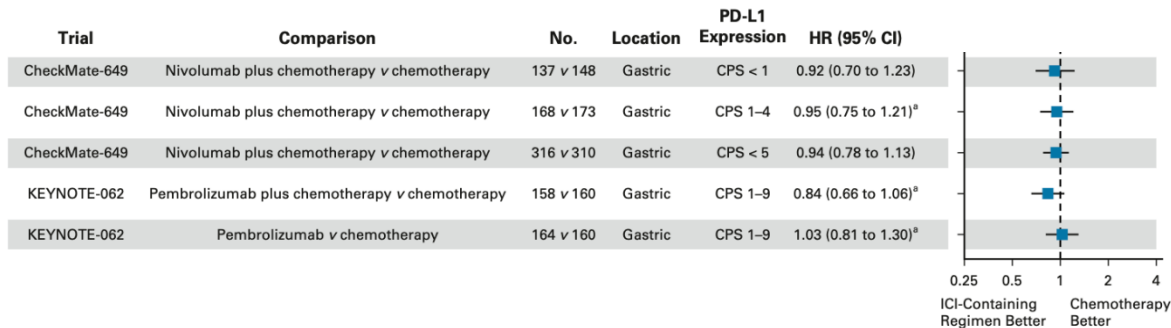 Trial Comparison No. Location PD-L1 Expression HR (95% CI)
CheckMate-649 Nivolumab plus chemotherapy v chemotherapy 137 v 148 Gastric CPS < 1 0.92 (0.70 to 1.23)
CheckMate-649 Nivolumab plus chemotherapy v chemotherapy 168 v 173 Gastric CPS 1–4 0.95 (0.75 to 1.21)ᵃ
CheckMate-649 Nivolumab plus chemotherapy v chemotherapy 316 v 310 Gastric CPS < 5 0.94 (0.78 to 1.13)
KEYNOTE-062 Pembrolizumab plus chemotherapy v chemotherapy 158 v 160 Gastric CPS 1–9 0.84 (0.66 to 1.06)ᵃ
KEYNOTE-062 Pembrolizumab v chemotherapy 164 v 160 Gastric CPS 1–9 1.03 (0.81 to 1.30)ᵃ
0.25 0.5 1 2 4
ICI-Containing Chemotherapy
Regimen Better Better